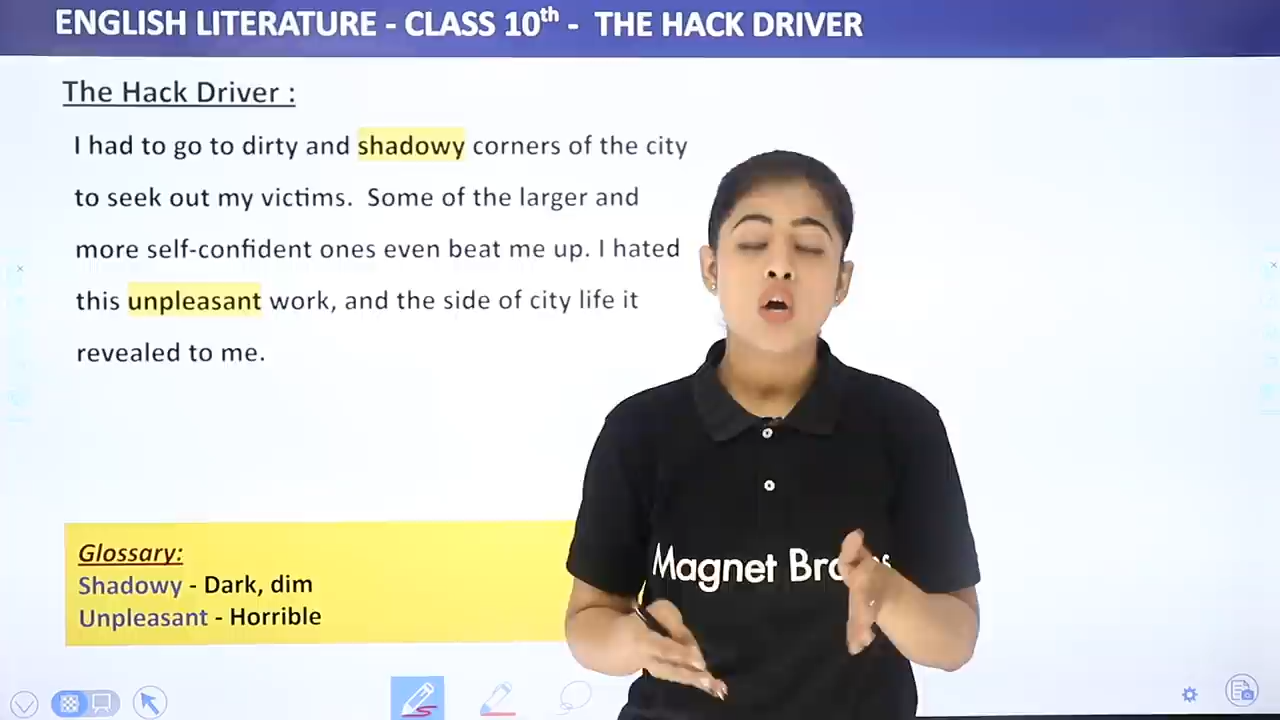 ENGLISH LITERATURE - CLASS 10th - THE HACK DRIVER
The Hack Driver :
I had to go to dirty and shadowy corners of the city
to seek out my victims. Some of the larger and
more self-confident ones even beat me up. I hated
this unpleasant work, and the side of city life it
revealed to me.
Glossary:
Shadowy - Dark, dim
Unpleasant - Horrible
Magnet